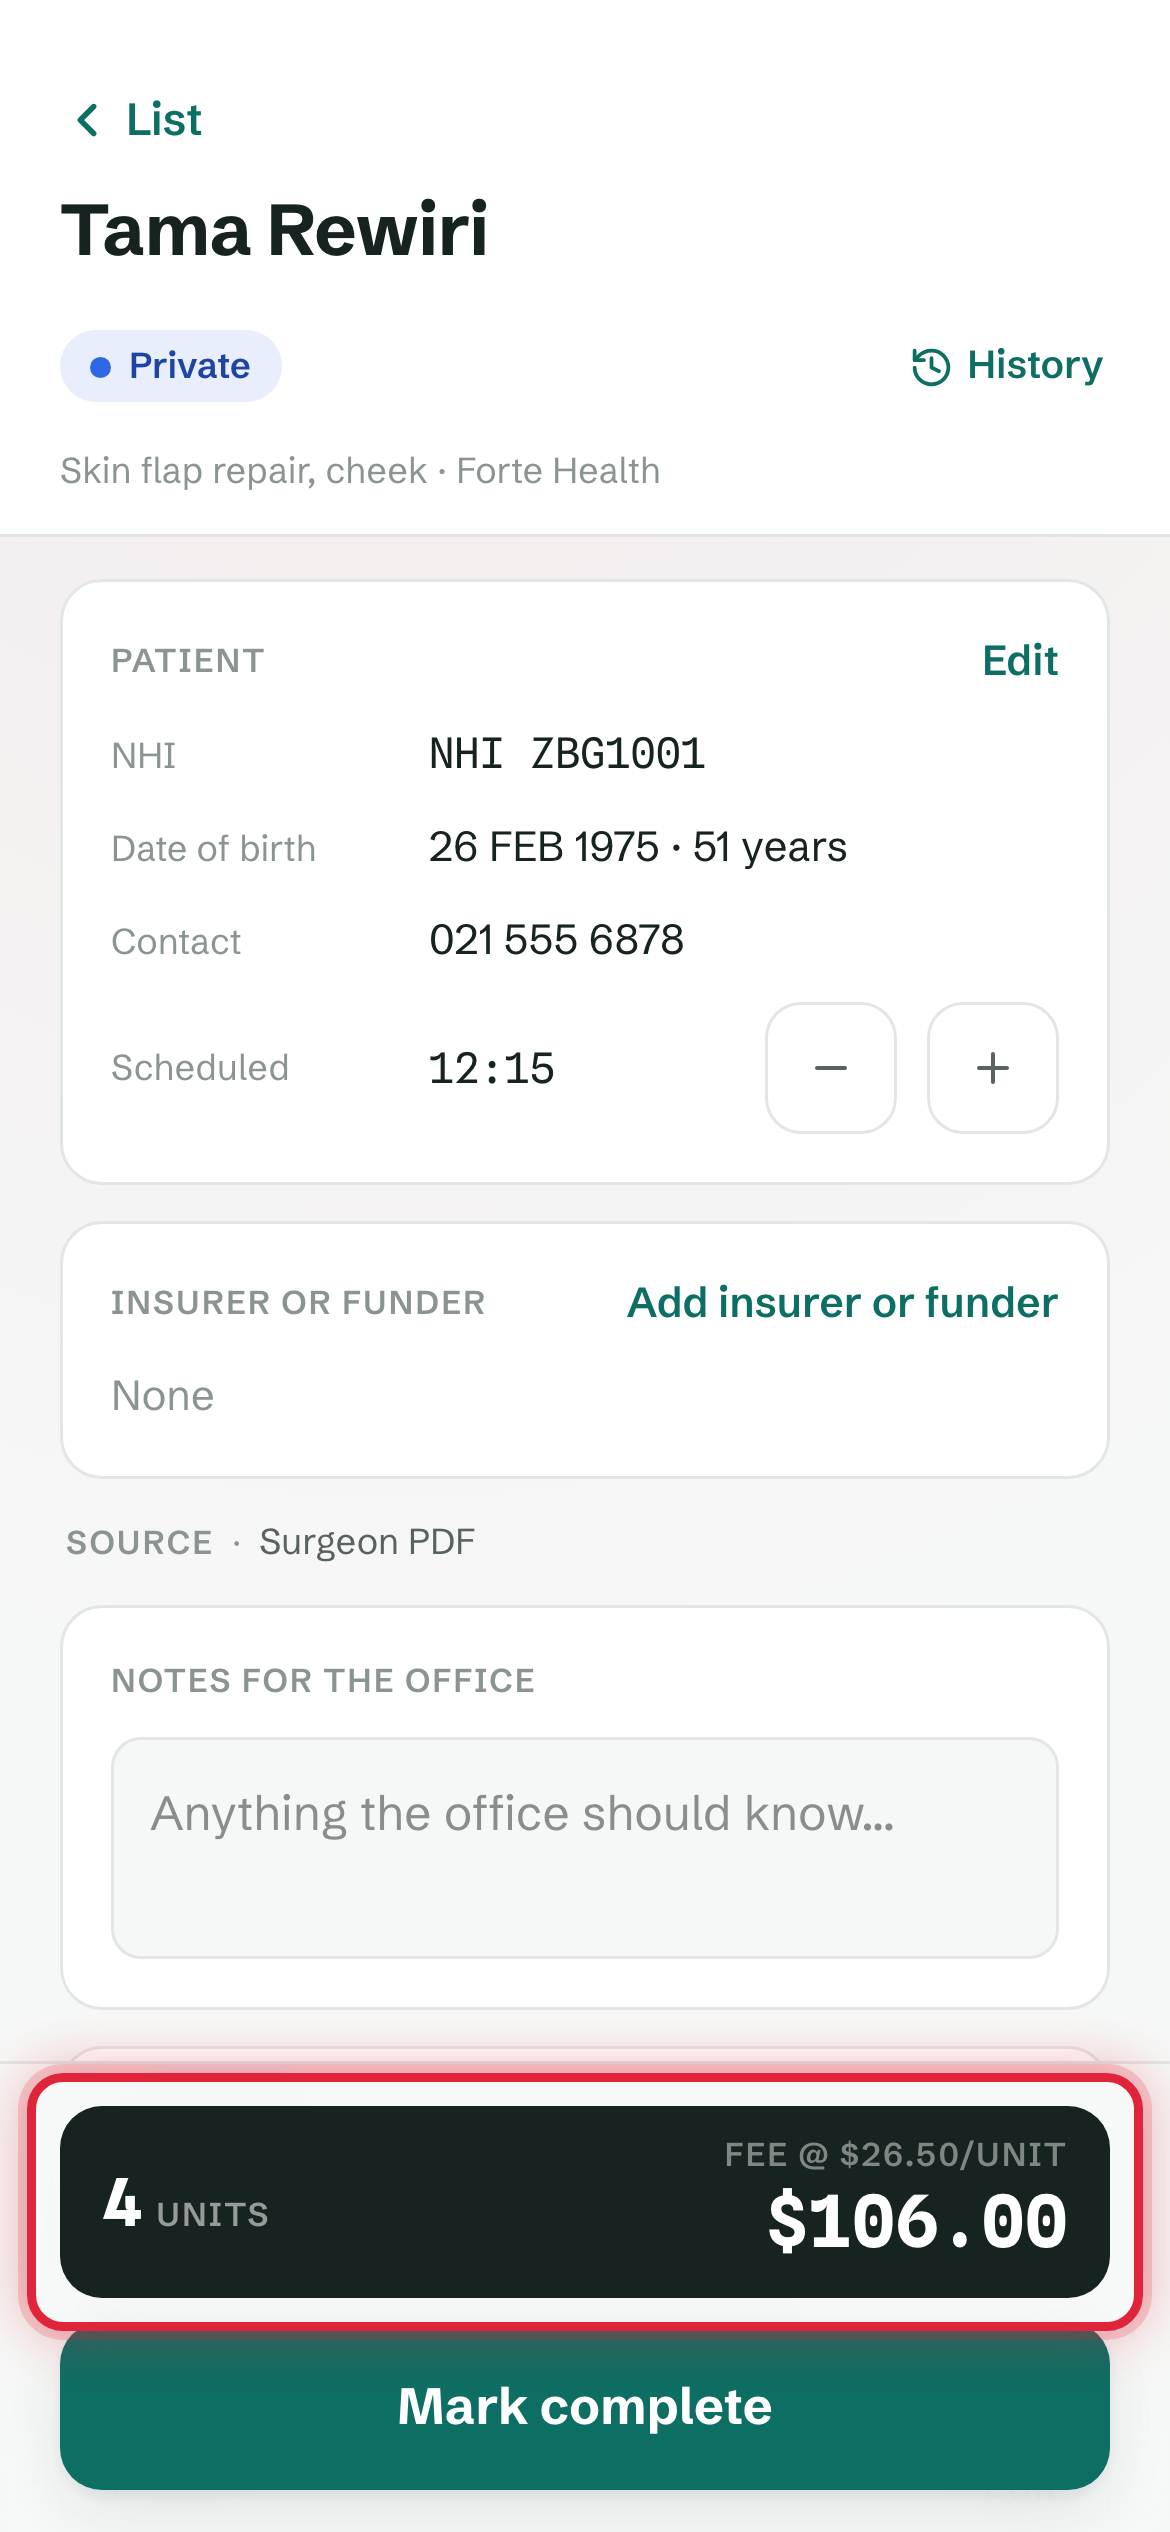 List
Tama Rewiri
Private
History
Skin flap repair, cheek · Forte Health
PATIENT
Edit
NHI
NHI ZBG1001
Date of birth
26 FEB 1975 · 51 years
Contact
021 555 6878
Scheduled
12:15
INSURER OR FUNDER
Add insurer or funder
None
SOURCE · Surgeon PDF
NOTES FOR THE OFFICE
Anything the office should know...
4 UNITS
FEE @ $26.50/UNIT
$106.00
Mark complete